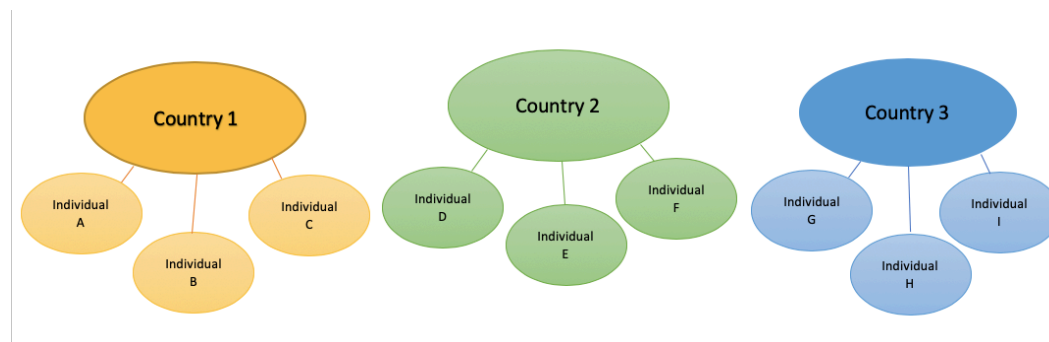 Country 1
Individual
A
Individual
B
Individual
C
Country 2
Individual
D
Individual
E
Individual
F
Country 3
Individual
G
Individual
H
Individual
I